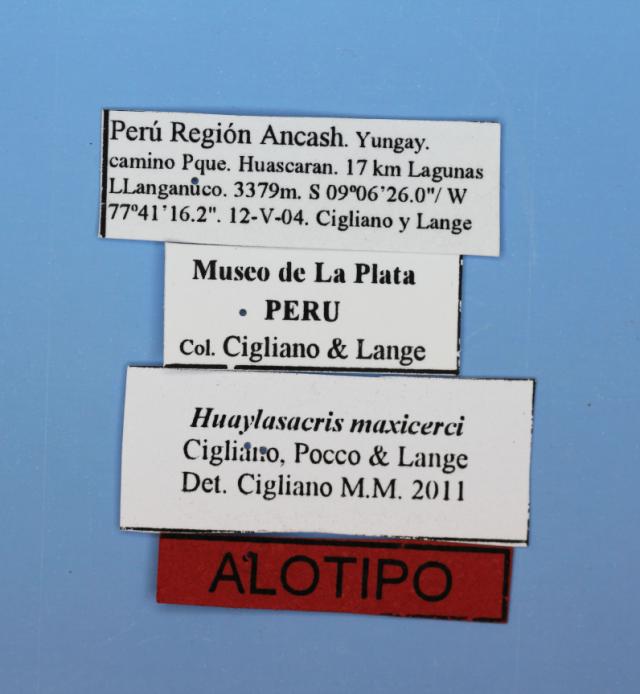 Perú Región Ancash. Yungay.
camino Pque. Huascaran. 17 km Lagunas
LLanganuco. 3379m. S 09º06'26.0"/ W
77º41'16.2". 12-V-04. Cigliano y Lange
Museo de La Plata
PERU
Col. Cigliano & Lange
Huaylasacris maxicerci
Cigliano, Pocco & Lange
Det. Cigliano M.M. 2011
ALOTIPO